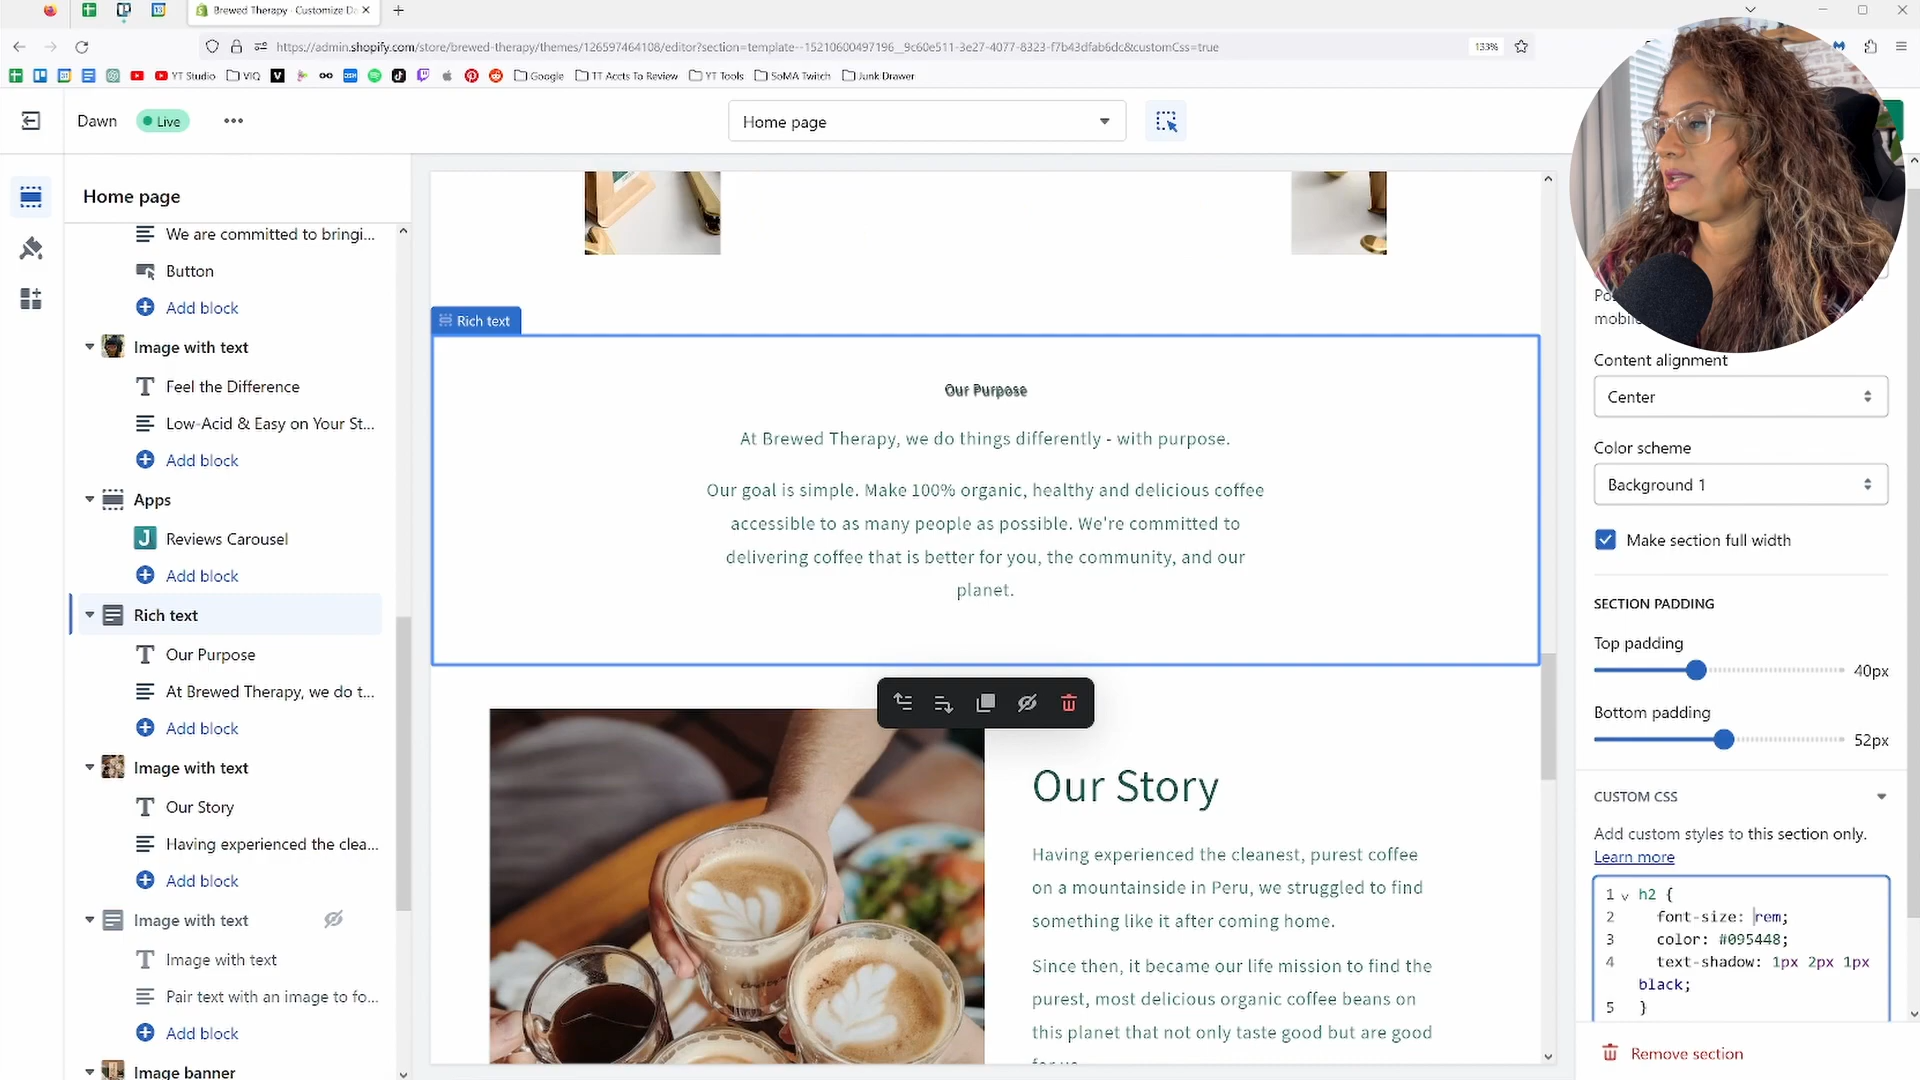 Brewed Therapy · Customize Da
https://admin.shopify.com/store/brewed-therapy/themes/126597464108/editor?section=template--15210600497196__9c60e511-3e27-4077-8323-f7b43dfab6dc&customCss=true
133%
YT Studio
VIQ
Google
TT Accts To Review
YT Tools
SoMA Twitch
Junk Drawer
Dawn
Live
Home page
Home page
We are committed to bringi...
Button
Add block
Image with text
Feel the Difference
Low-Acid & Easy on Your St...
Add block
Apps
Reviews Carousel
Add block
Rich text
Our Purpose
At Brewed Therapy, we do t...
Add block
Image with text
Our Story
Having experienced the clea...
Add block
Image with text
Image with text
Pair text with an image to fo...
Add block
Image banner
Rich text
Our Purpose
At Brewed Therapy, we do things differently - with purpose.
Our goal is simple. Make 100% organic, healthy and delicious coffee
accessible to as many people as possible. We're committed to
delivering coffee that is better for you, the community, and our
planet.
Our Story
Having experienced the cleanest, purest coffee
on a mountainside in Peru, we struggled to find
something like it after coming home.
Since then, it became our life mission to find the
purest, most delicious organic coffee beans on
this planet that not only taste good but are good
for us
Content alignment
Center
Color scheme
Background 1
Make section full width
SECTION PADDING
Top padding
40px
Bottom padding
52px
CUSTOM CSS
Add custom styles to this section only.
Learn more
1 h2 {
2 font-size: rem;
3 color: #095448;
4 text-shadow: 1px 2px 1px
black;
5 }
Remove section